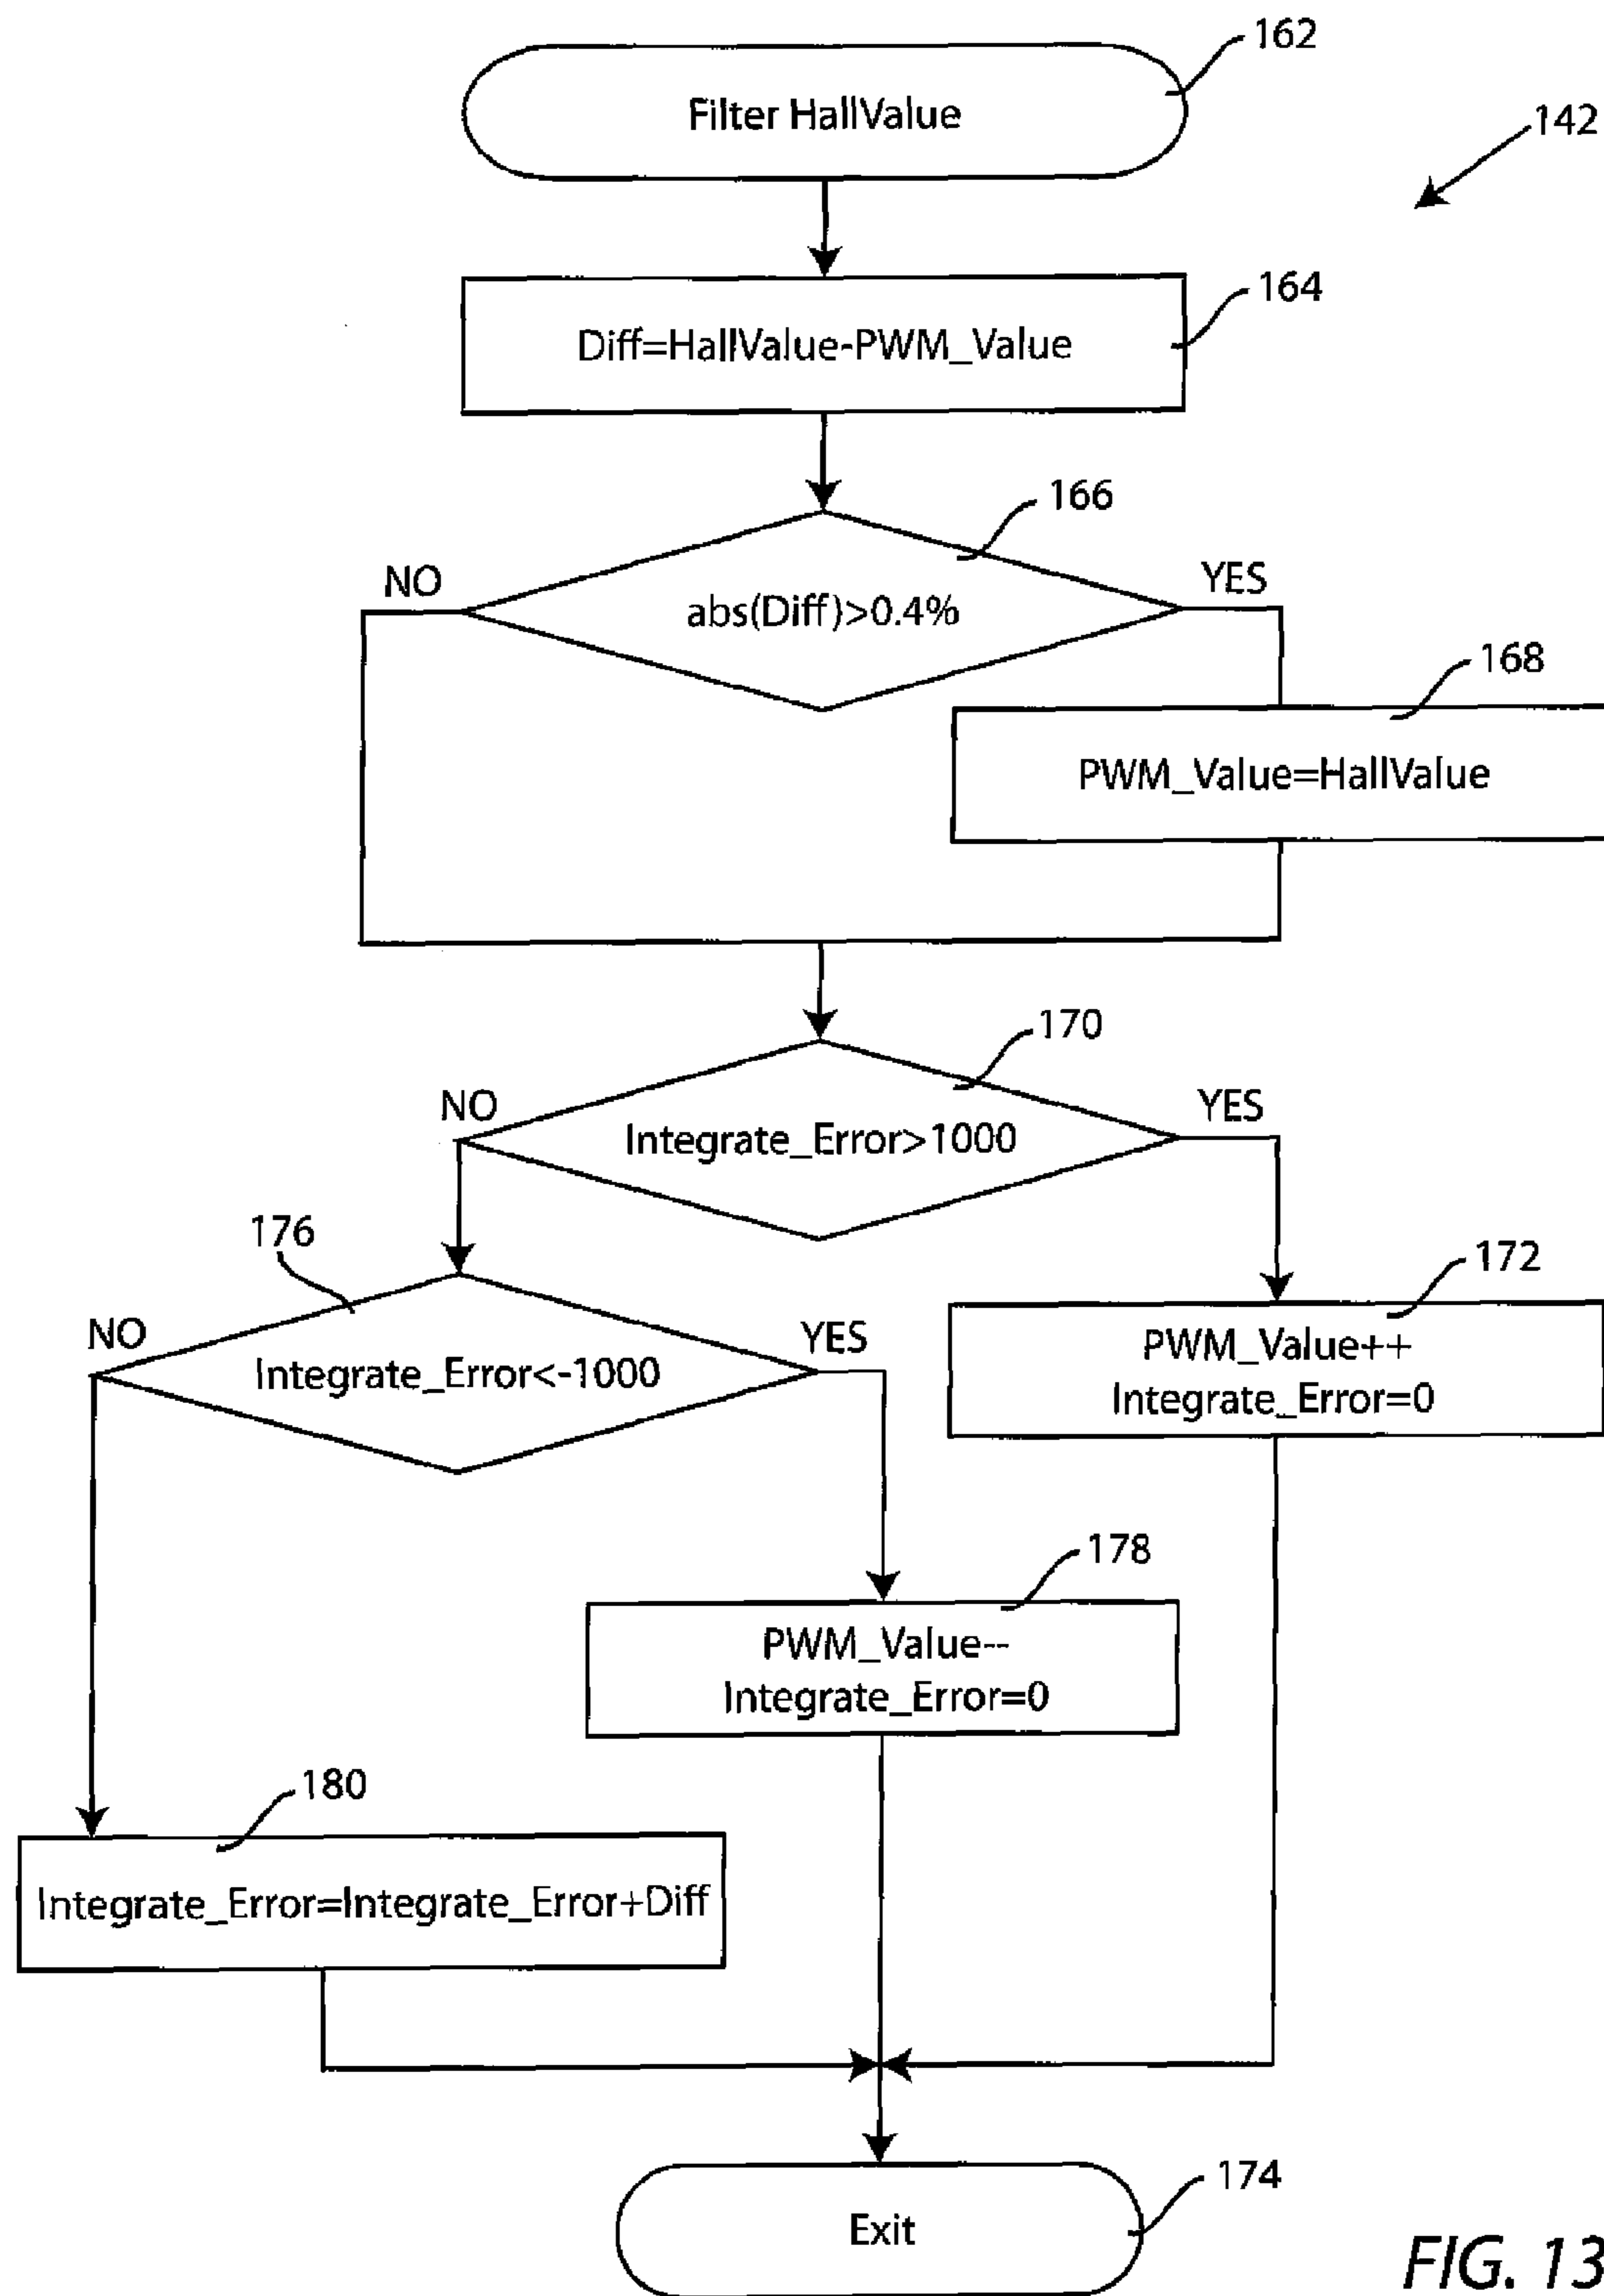 162
Filter HallValue
142
164
Diff=HallValue-PWM_Value
166
NO
YES
abs(Diff)>0.4%
168
PWM_Value=HallValue
170
NO
YES
Integrate_Error>1000
176
172
NO
YES
PWM_Value++
Integrate_Error<-1000
Integrate_Error=0
178
PWM_Value--
Integrate_Error=0
180
Integrate_Error=Integrate_Error+Diff
174
Exit
FIG. 13